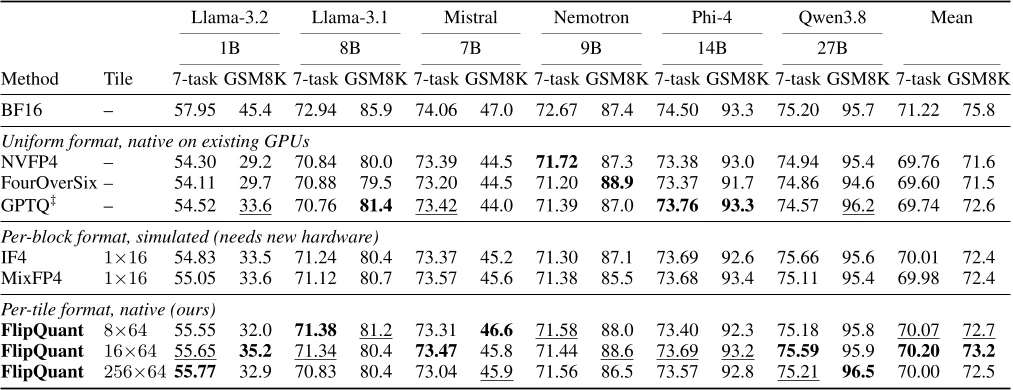 Llama-3.2 Llama-3.1 Mistral Nemotron Phi-4 Qwen3.8 Mean
1B 8B 7B 9B 14B 27B
Method Tile 7-task GSM8K 7-task GSM8K 7-task GSM8K 7-task GSM8K 7-task GSM8K 7-task GSM8K 7-task GSM8K
BF16 – 57.95 45.4 72.94 85.9 74.06 47.0 72.67 87.4 74.50 93.3 75.20 95.7 71.22 75.8
Uniform format, native on existing GPUs
NVFP4 – 54.30 29.2 70.84 80.0 73.39 44.5 71.72 87.3 73.38 93.0 74.94 95.4 69.76 71.6
FourOverSix – 54.11 29.7 70.88 79.5 73.20 44.5 71.20 88.9 73.37 91.7 74.86 94.6 69.60 71.5
GPTQ‡ – 54.52 33.6 70.76 81.4 73.42 44.0 71.39 87.0 73.76 93.3 74.57 96.2 69.74 72.6
Per-block format, simulated (needs new hardware)
IF4 1×16 54.83 33.5 71.24 80.4 73.37 45.2 71.30 87.1 73.69 92.6 75.66 95.6 70.01 72.4
MixFP4 1×16 55.05 33.6 71.12 80.7 73.57 45.6 71.38 85.5 73.68 93.4 75.11 95.4 69.98 72.4
Per-tile format, native (ours)
FlipQuant 8×64 55.55 32.0 71.38 81.2 73.31 46.6 71.58 88.0 73.40 92.3 75.18 95.8 70.07 72.7
FlipQuant 16×64 55.65 35.2 71.34 80.4 73.47 45.8 71.44 88.6 73.69 93.2 75.59 95.9 70.20 73.2
FlipQuant 256×64 55.77 32.9 70.83 80.4 73.04 45.9 71.56 86.5 73.57 92.8 75.21 96.5 70.00 72.5